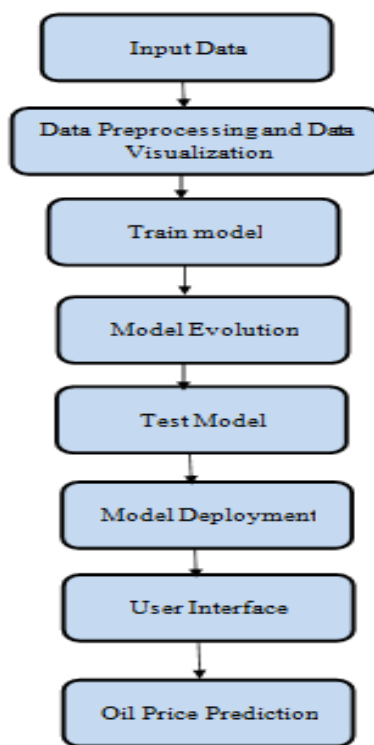 Input Data
Data Preprocessing and Data
Visualization
Train model
Model Evolution
Test Model
Model Deployment
User Interface
Oil Price Prediction